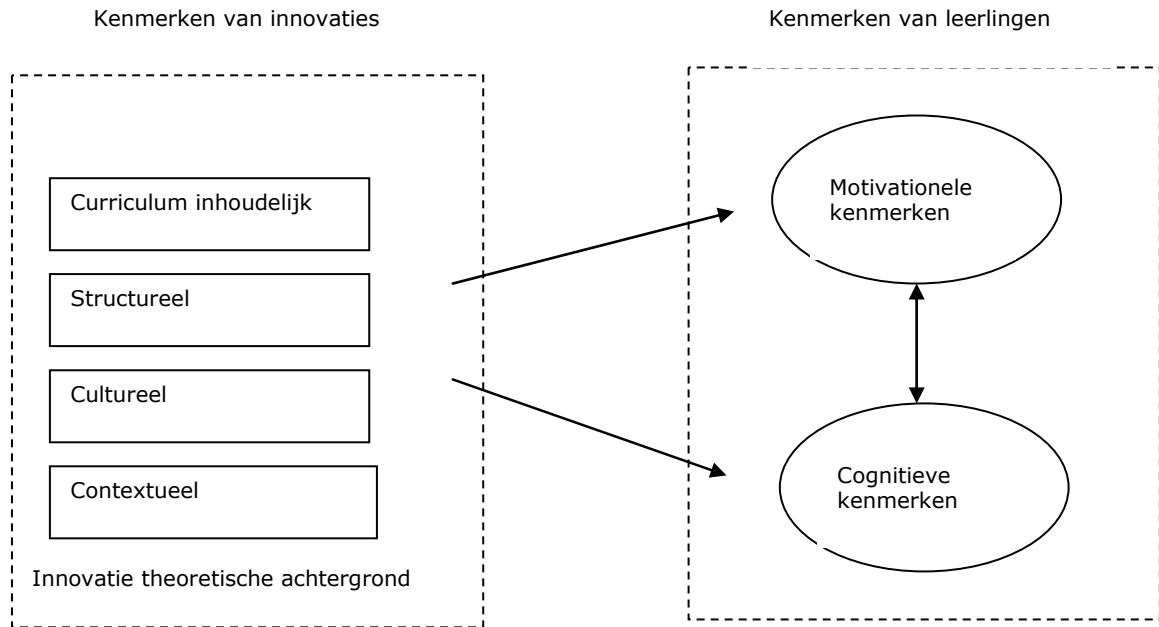 Kenmerken van innovaties
Kenmerken van leerlingen
Curriculum inhoudelijk
Structureel
Cultureel
Contextueel
Innovatie theoretische achtergrond
Motivationele
kenmerken
Cognitieve
kenmerken